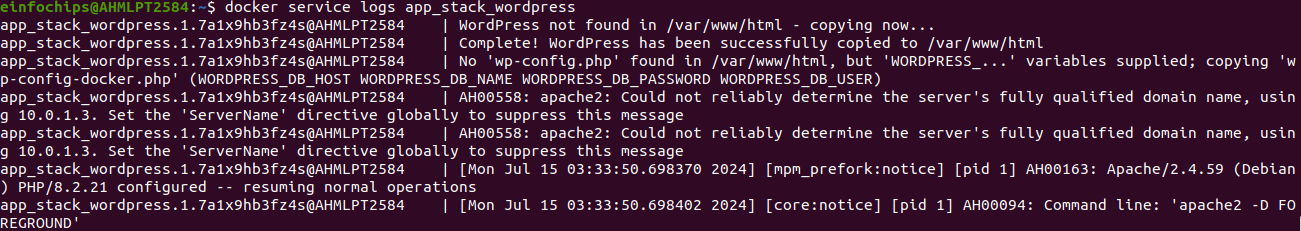 einfochips@AHMLPT2584:~$ docker service logs app_stack_wordpress
app_stack_wordpress.1.7a1x9hb3fz4s@AHMLPT2584    | WordPress not found in /var/www/html - copying now...
app_stack_wordpress.1.7a1x9hb3fz4s@AHMLPT2584    | Complete! WordPress has been successfully copied to /var/www/html
app_stack_wordpress.1.7a1x9hb3fz4s@AHMLPT2584    | No 'wp-config.php' found in /var/www/html, but 'WORDPRESS_...' variables supplied; copying 'w
p-config-docker.php' (WORDPRESS_DB_HOST WORDPRESS_DB_NAME WORDPRESS_DB_PASSWORD WORDPRESS_DB_USER)
app_stack_wordpress.1.7a1x9hb3fz4s@AHMLPT2584    | AH00558: apache2: Could not reliably determine the server's fully qualified domain name, usin
g 10.0.1.3. Set the 'ServerName' directive globally to suppress this message
app_stack_wordpress.1.7a1x9hb3fz4s@AHMLPT2584    | AH00558: apache2: Could not reliably determine the server's fully qualified domain name, usin
g 10.0.1.3. Set the 'ServerName' directive globally to suppress this message
app_stack_wordpress.1.7a1x9hb3fz4s@AHMLPT2584    | [Mon Jul 15 03:33:50.698370 2024] [mpm_prefork:notice] [pid 1] AH00163: Apache/2.4.59 (Debian
) PHP/8.2.21 configured -- resuming normal operations
app_stack_wordpress.1.7a1x9hb3fz4s@AHMLPT2584    | [Mon Jul 15 03:33:50.698402 2024] [core:notice] [pid 1] AH00094: Command line: 'apache2 -D FO
REGROUND'